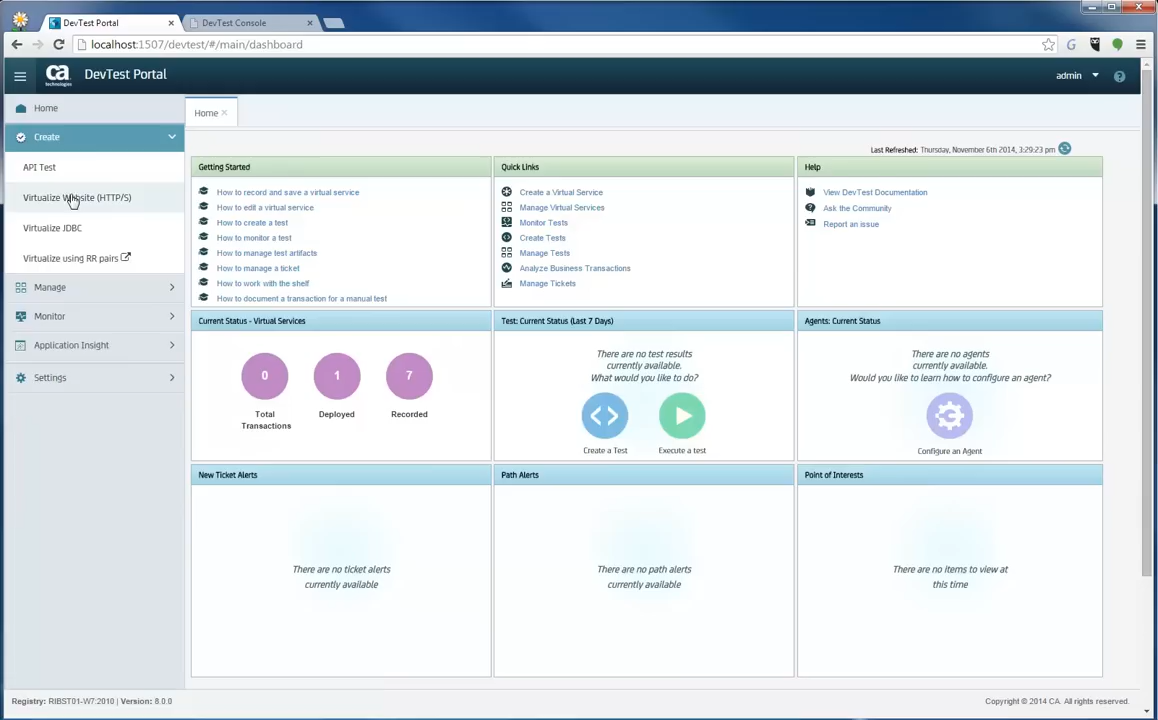 DevTest Portal
DevTest Console
localhost:1507/devtest/#/main/dashboard
ca
technologies
DevTest Portal
admin
Home
Create
API Test
Virtualize Website (HTTP/S)
Virtualize JDBC
Virtualize using RR pairs
Manage
Monitor
Application Insight
Settings
Home
Last Refreshed: Thursday, November 6th 2014, 3:29:23 pm
Getting Started
How to record and save a virtual service
How to edit a virtual service
How to create a test
How to monitor a test
How to manage test artifacts
How to manage a ticket
How to work with the shelf
How to document a transaction for a manual test
Quick Links
Create a Virtual Service
Manage Virtual Services
Monitor Tests
Create Tests
Manage Tests
Analyze Business Transactions
Manage Tickets
Help
View DevTest Documentation
Ask the Community
Report an issue
Current Status - Virtual Services
0
1
7
Total
Transactions
Deployed
Recorded
Test: Current Status (Last 7 Days)
There are no test results
currently available.
What would you like to do?
Create a Test
Execute a test
Agents: Current Status
There are no agents
currently available.
Would you like to learn how to configure an agent?
Configure an Agent
New Ticket Alerts
There are no ticket alerts
currently available
Path Alerts
There are no path alerts
currently available
Point of Interests
There are no items to view at
this time
Registry: RIBST01-W7:2010 | Version: 8.0.0
Copyright © 2014 CA. All rights reserved.